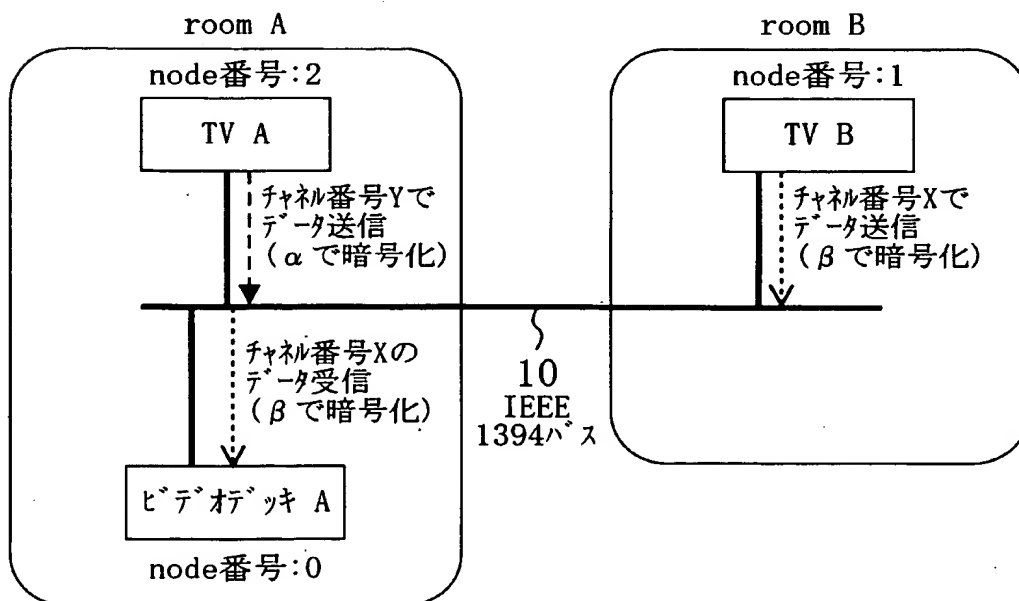 room A
node番号:2
TV A
チャネル番号Yで
データ送信
(αで暗号化)
チャネル番号Xの
データ受信
(βで暗号化)
ビデオデッキ A
node番号:0
10
IEEE
1394バス
room B
node番号:1
TV B
チャネル番号Xで
データ送信
(βで暗号化)